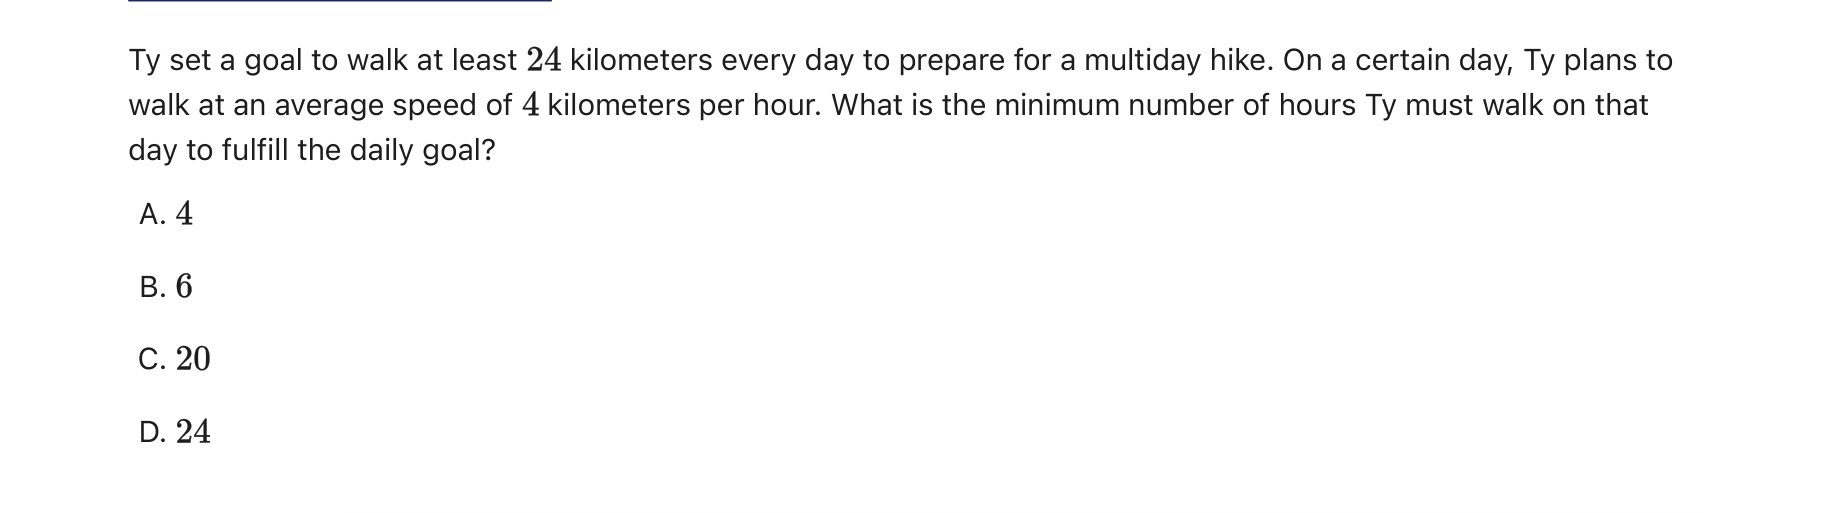 Ty set a goal to walk at least 24 kilometers every day to prepare for a multiday hike. On a certain day, Ty plans to
walk at an average speed of 4 kilometers per hour. What is the minimum number of hours Ty must walk on that
day to fulfill the daily goal?
A. 4
B. 6
C. 20
D. 24